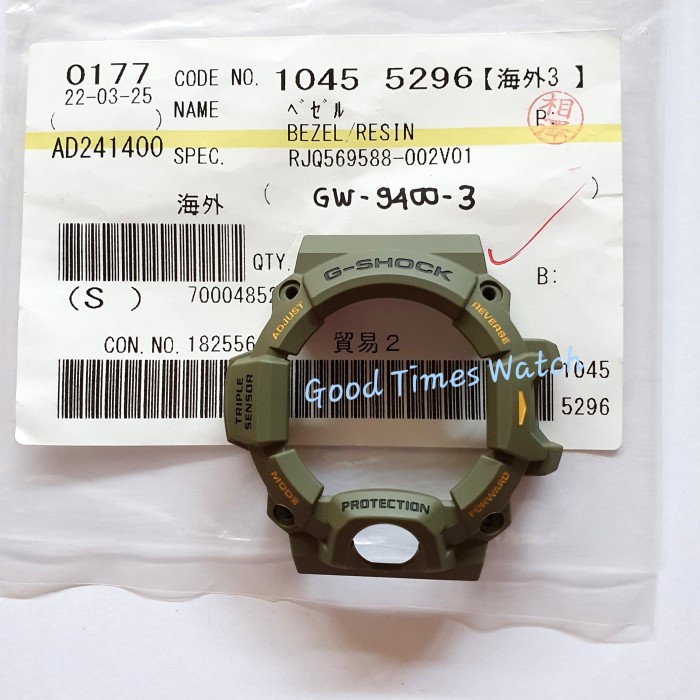 0177 CODE NO. 1045 5296【海外3 】
22-03-25
( ) NAME ﾍﾞｾﾞﾙ B:
BEZEL/RESIN
AD241400 SPEC. RJQ569588-002V01
海外 ( GW-9400-3 )
QTY. B:
(S ) 7000485
CON.NO.182556 貿易2
1045
5296
G-SHOCK
ADJUST REVERSE
TRIPLE
SENSOR
MODE FORWARD
PROTECTION
Good Times Watch